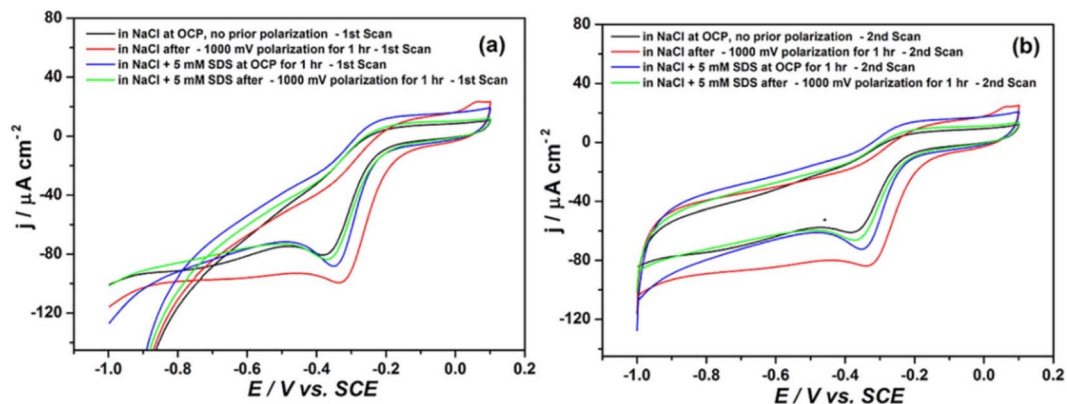 80
40
0
-40
-80
-120
j / μA cm⁻²
in NaCl at OCP, no prior polarization - 1st Scan
in NaCl after - 1000 mV polarization for 1 hr - 1st Scan
in NaCl + 5 mM SDS at OCP for 1 hr - 1st Scan
in NaCl + 5 mM SDS after - 1000 mV polarization for 1 hr - 1st Scan
(a)
-1.0 -0.8 -0.6 -0.4 -0.2 0.0 0.2
E / V vs. SCE
80
40
0
-40
-80
-120
j / μA cm⁻²
in NaCl at OCP, no prior polarization - 2nd Scan
in NaCl after - 1000 mV polarization for 1 hr - 2nd Scan
in NaCl + 5 mM SDS at OCP for 1 hr - 2nd Scan
in NaCl + 5 mM SDS after - 1000 mV polarization for 1 hr - 2nd Scan
(b)
-1.0 -0.8 -0.6 -0.4 -0.2 0.0 0.2
E / V vs. SCE